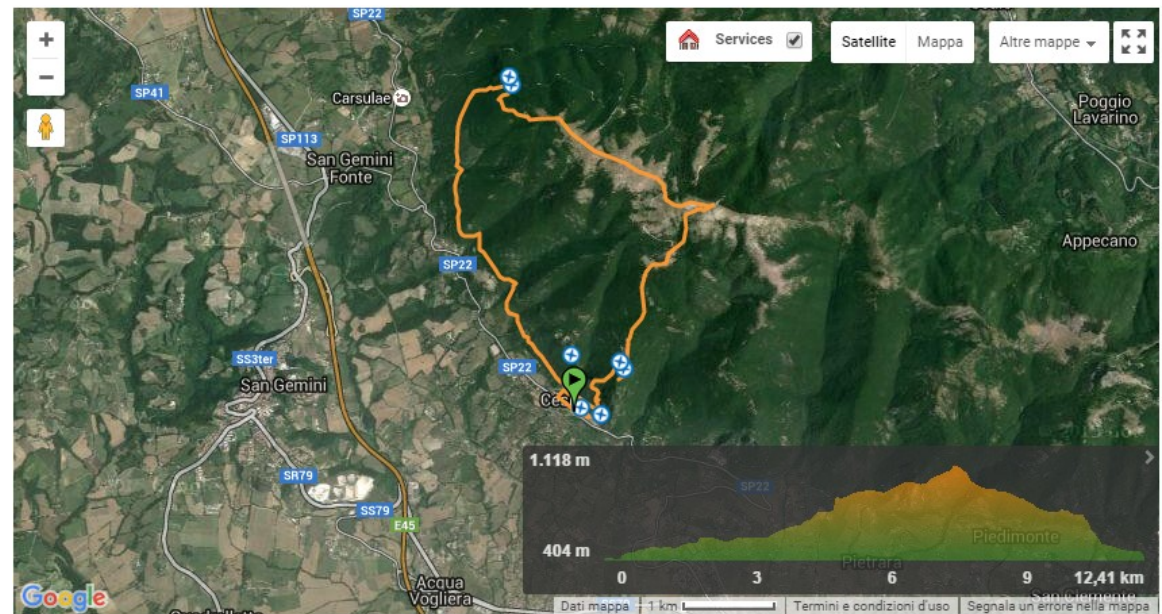 SP22
+
Services
Satellite
Mappa
Altre mappe
−
SP41
Carsulae
Poggio
Lavarino
SP113
San Gemini
Fonte
Appecano
SP22
SS3ter
SP22
San Gemini
1.118 m
SR79
SP22
SS79
E45
Piedimonte
404 m
Pietrara
0
3
6
9
12,41 km
Acqua
Vogliera
San Clemente
Google
Dati mappa
1 km
Termini e condizioni d'uso
Segnala un errore nella mappa